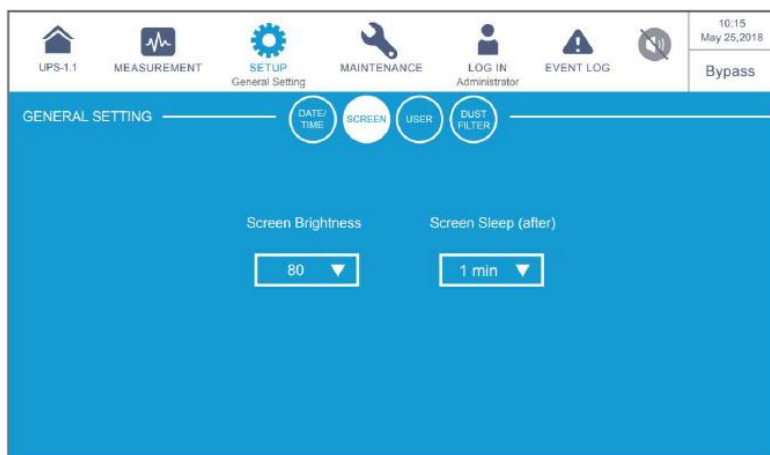 10:15
May 25,2018
UPS-1.1
MEASUREMENT
SETUP
General Setting
MAINTENANCE
LOG IN
Administrator
EVENT LOG
Bypass
GENERAL SETTING
DATE/
TIME
SCREEN
USER
DUST
FILTER
Screen Brightness
Screen Sleep (after)
80
1 min